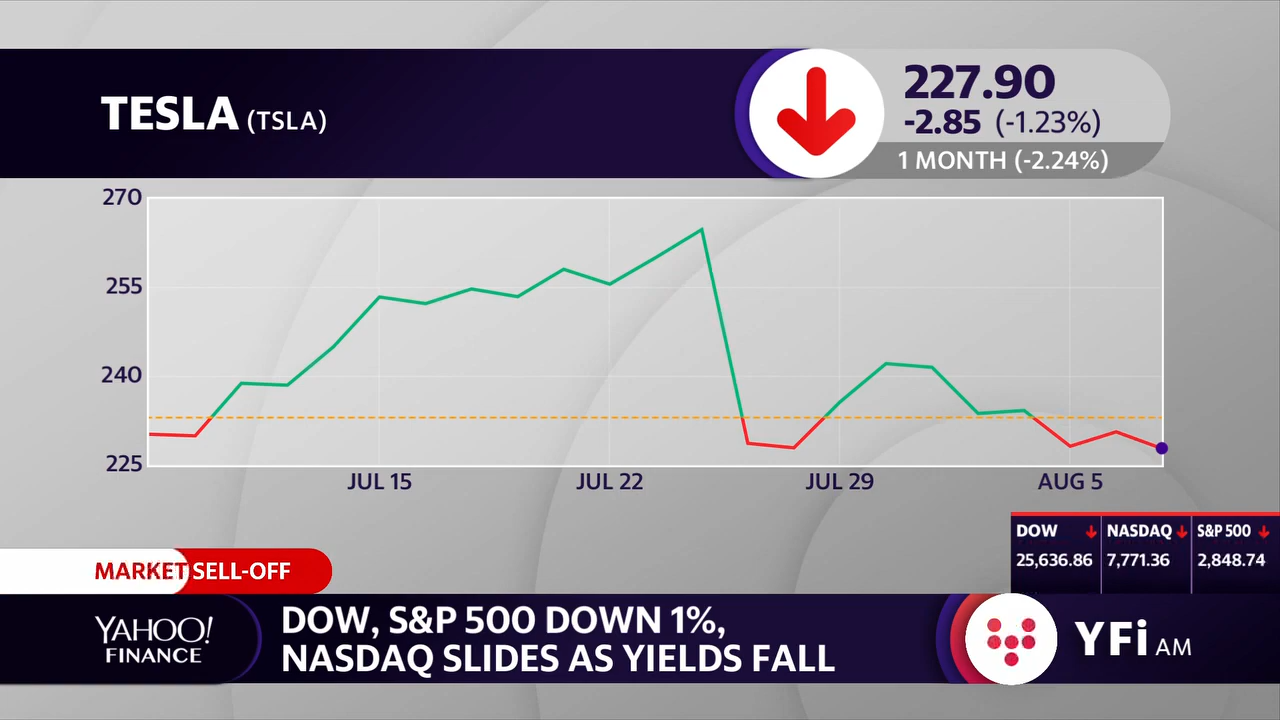 TESLA (TSLA)
227.90
-2.85 (-1.23%)
1 MONTH (-2.24%)
270
255
240
225
JUL 15 JUL 22 JUL 29 AUG 5
DOW NASDAQ S&P 500
25,636.86 7,771.36 2,848.74
MARKET SELL-OFF
YAHOO!
FINANCE
DOW, S&P 500 DOWN 1%,
NASDAQ SLIDES AS YIELDS FALL
YFi AM